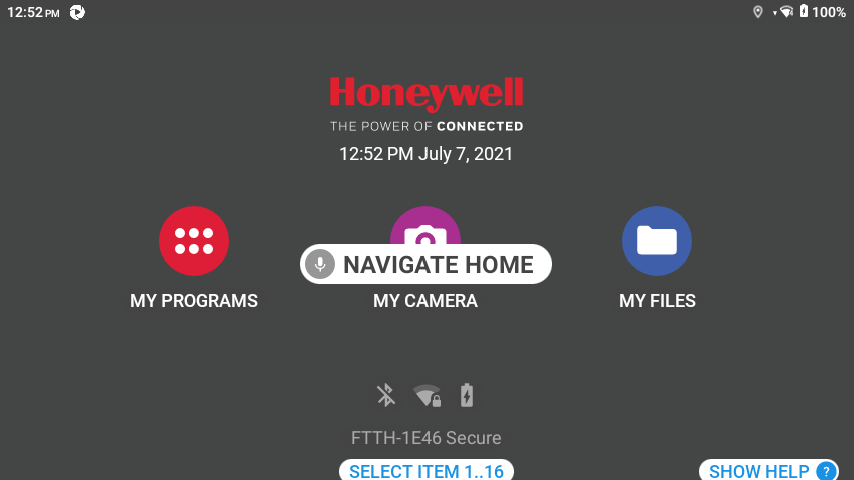 12:52 PM
100%
Honeywell
THE POWER OF CONNECTED
12:52 PM July 7, 2021
NAVIGATE HOME
MY PROGRAMS
MY CAMERA
MY FILES
FTTH-1E46 Secure
SELECT ITEM 1..16
SHOW HELP ?